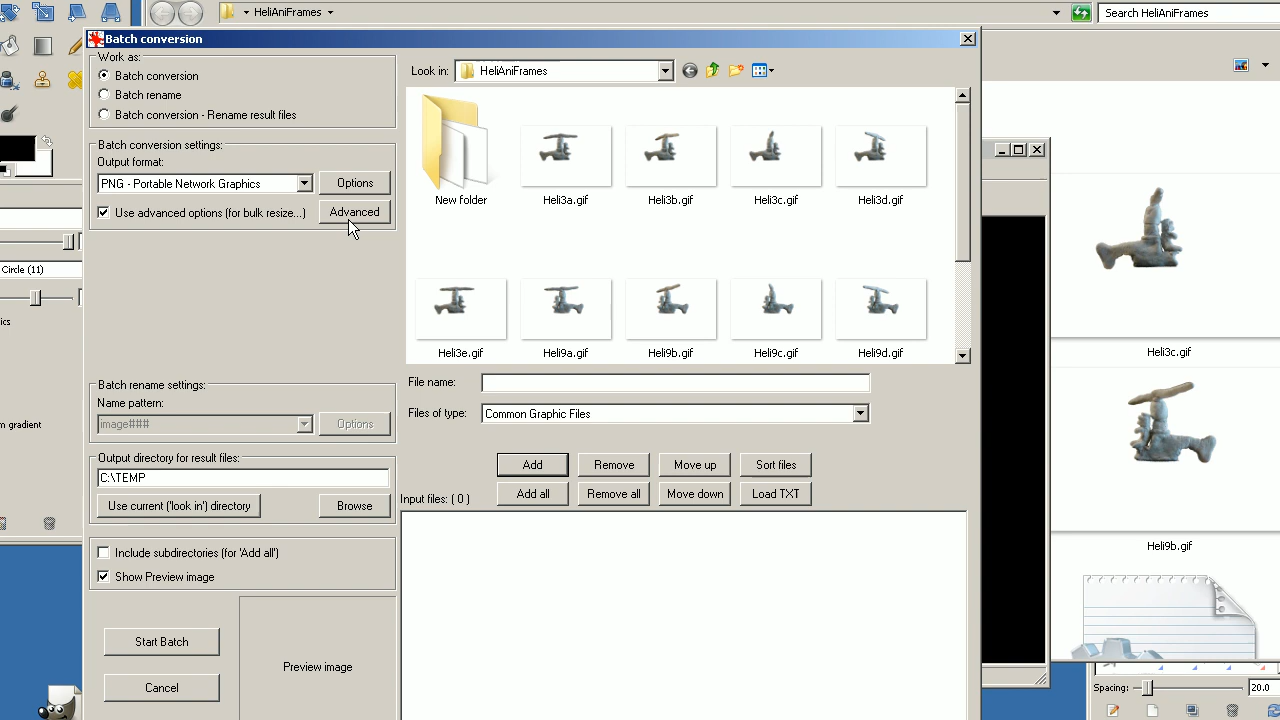 HeliAniFrames
Search HeliAniFrames
Batch conversion
Work as:
Batch conversion
Batch rename
Batch conversion - Rename result files
Batch conversion settings:
Output format:
PNG - Portable Network Graphics
Options
Use advanced options (for bulk resize...)
Advanced
Batch rename settings:
Name pattern:
image###
Options
Output directory for result files:
C:\TEMP
Use current ('look in') directory
Browse
Include subdirectories (for 'Add all')
Show Preview image
Start Batch
Cancel
Preview image
Look in:
HeliAniFrames
New folder
Heli3a.gif
Heli3b.gif
Heli3c.gif
Heli3d.gif
Heli3e.gif
Heli9a.gif
Heli9b.gif
Heli9c.gif
Heli9d.gif
File name:
Files of type:
Common Graphic Files
Add
Remove
Move up
Sort files
Add all
Remove all
Move down
Load TXT
Input files: ( 0 )
Circle (11)
ics
m gradient
Heli3c.gif
Heli9b.gif
Spacing:
20.0